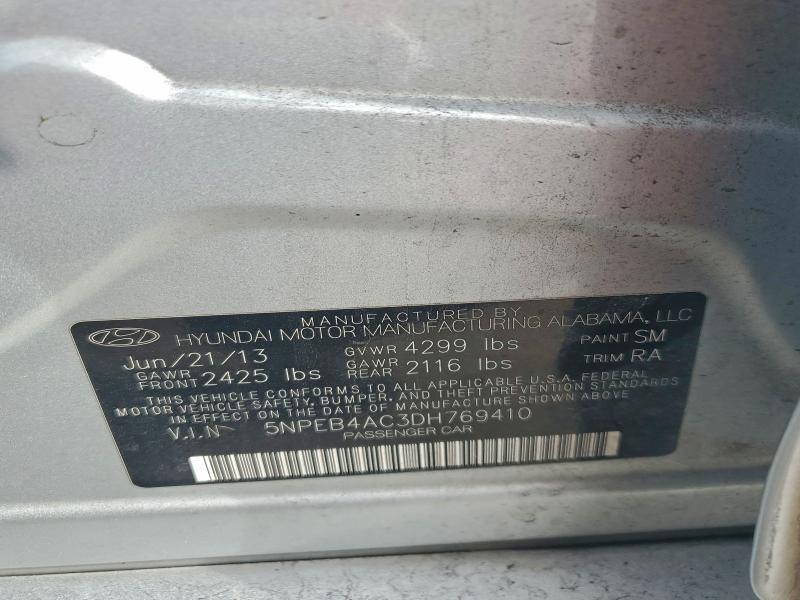 MANUFACTURED BY
HYUNDAI MOTOR MANUFACTURING ALABAMA, LLC
Jun/21/13 GVWR 4299 lbs PAINT SM
GAWR FRONT 2425 lbs GAWR REAR 2116 lbs TRIM RA
THIS VEHICLE CONFORMS TO ALL APPLICABLE U.S.A. FEDERAL
MOTOR VEHICLE SAFETY, BUMPER, AND THEFT PREVENTION STANDARDS
IN EFFECT ON THE DATE OF MANUFACTURE SHOWN ABOVE
V.I.N 5NPEB4AC3DH769410
PASSENGER CAR